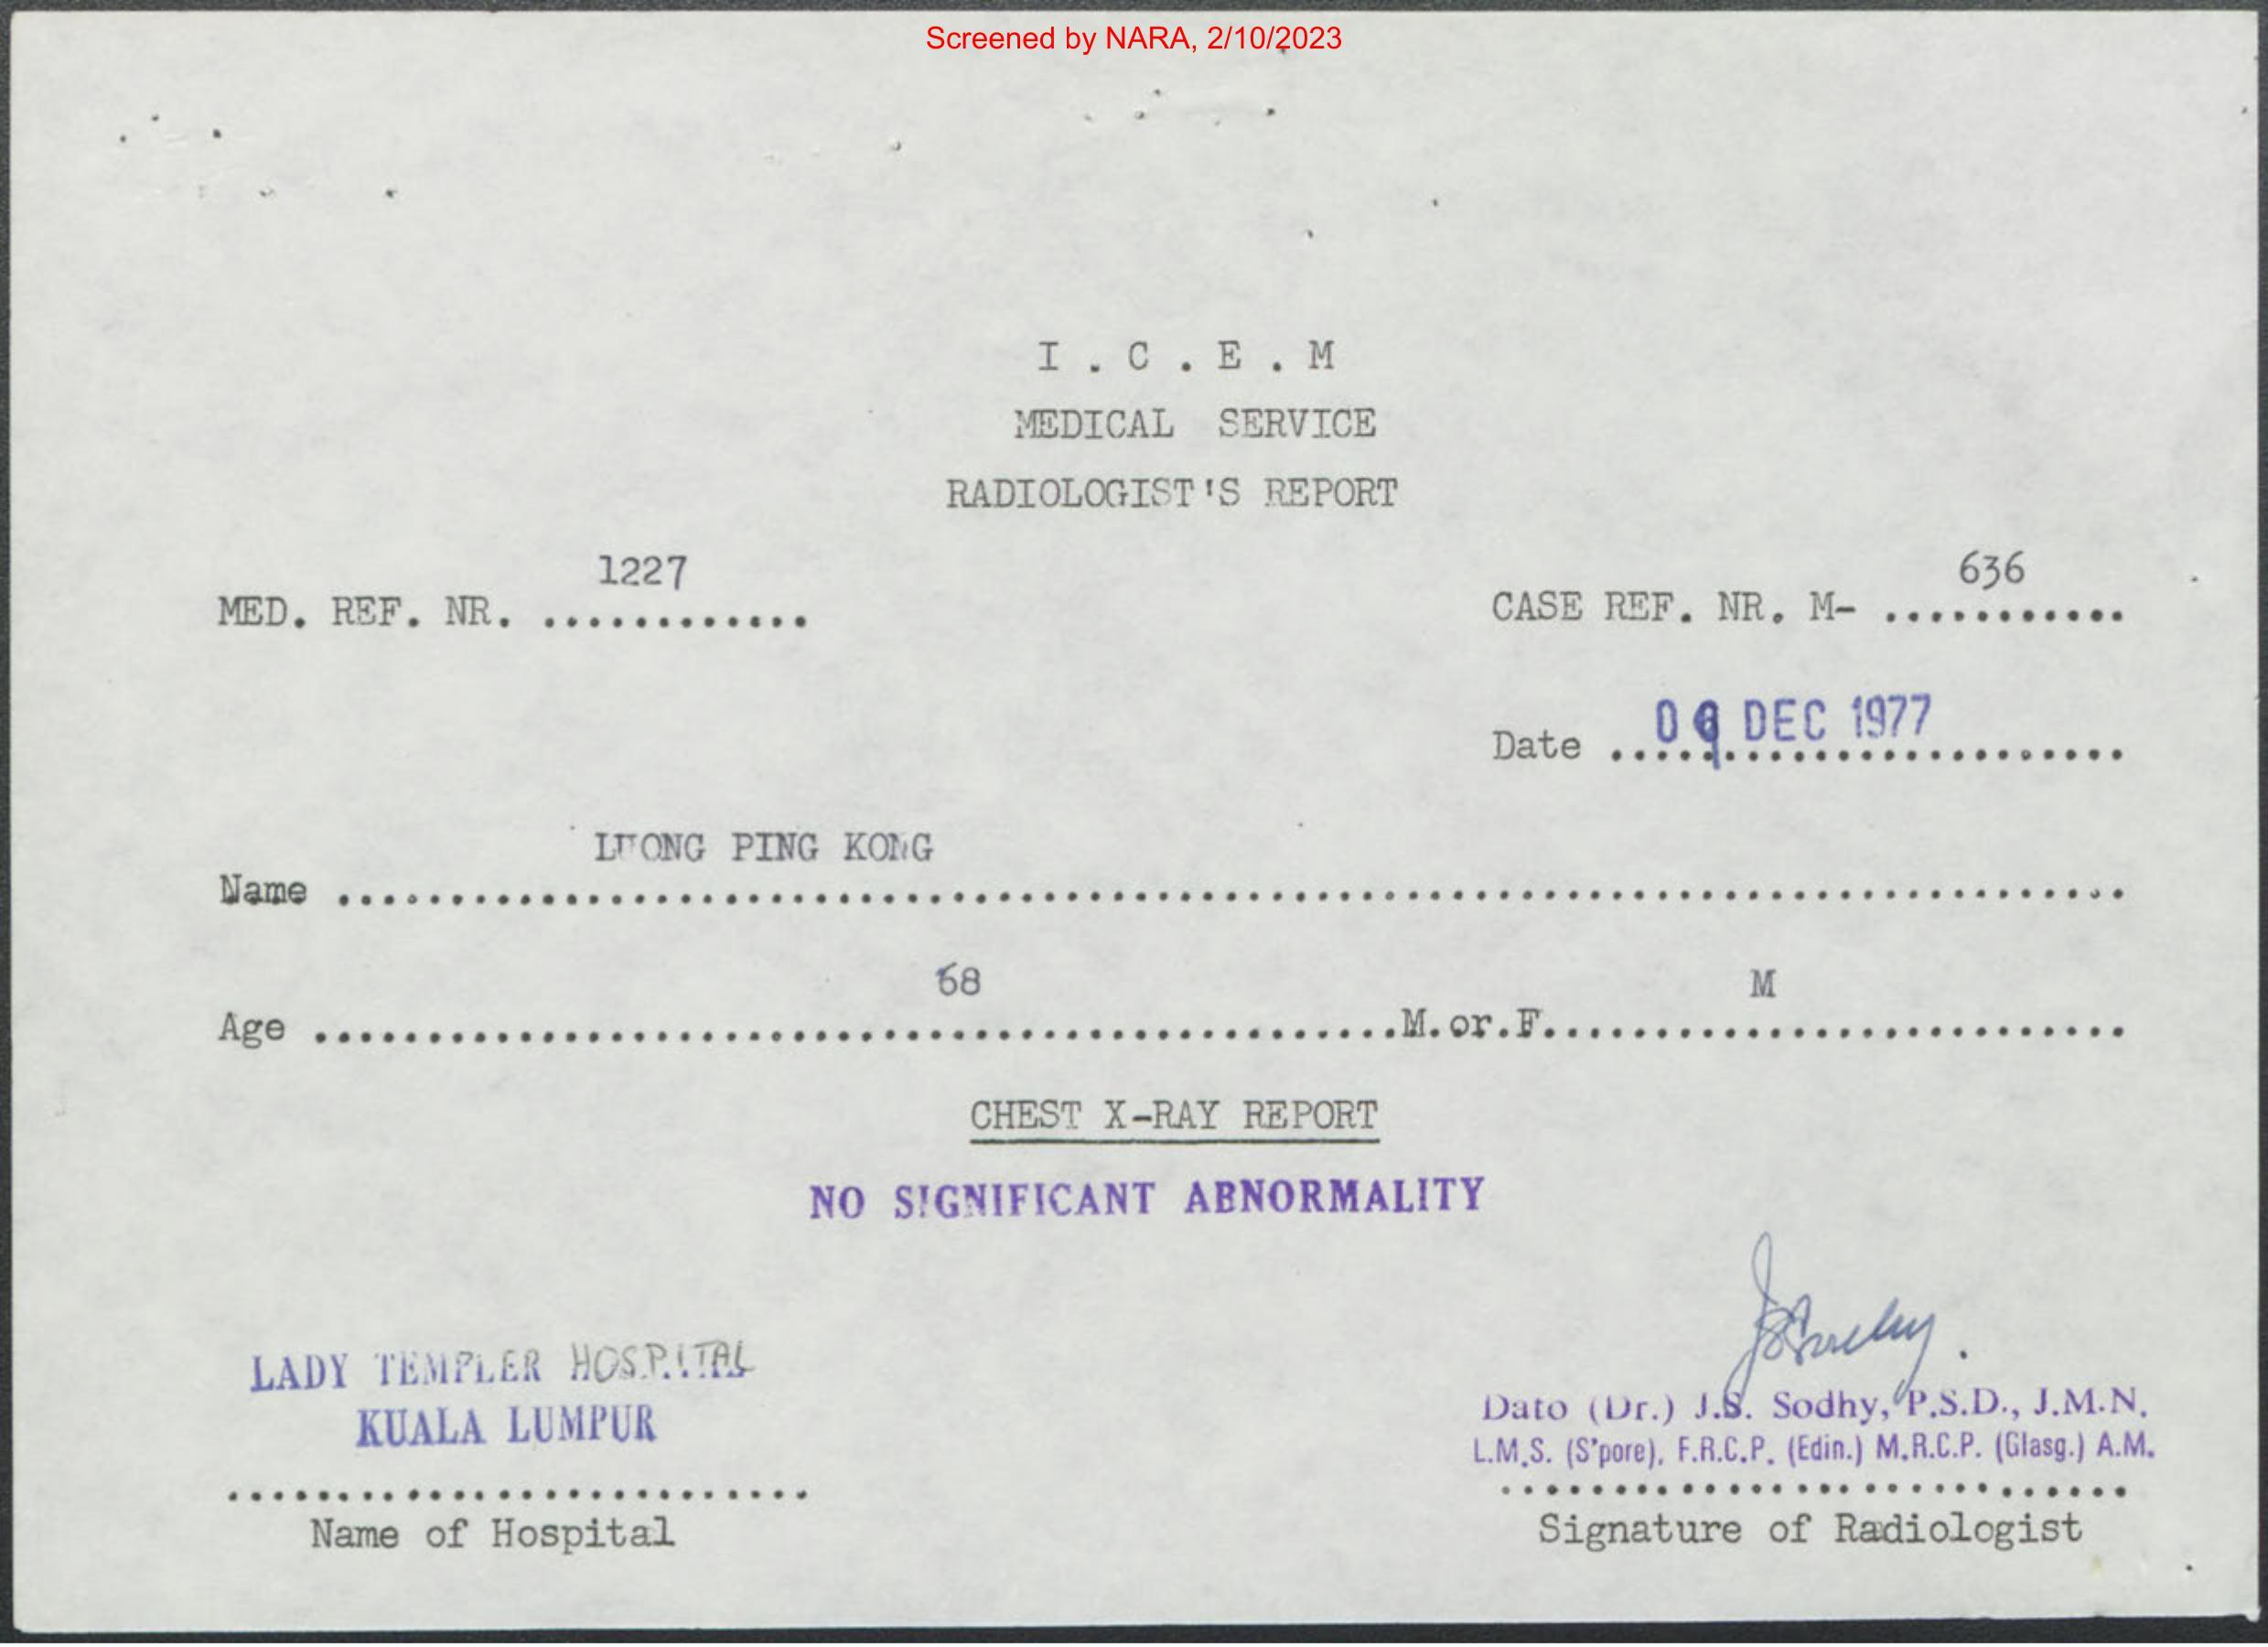 Screened by NARA, 2/10/2023
I . C . E . M
MEDICAL SERVICE
RADIOLOGIST'S REPORT
MED. REF. NR. ............ 1227
CASE REF. NR. M- ........... 636
Date ....................... DEC 1977
Name ............ LUONG PING KONG
Age ............ 68 ............M.or.F............ M
CHEST X-RAY REPORT
NO SIGNIFICANT ABNORMALITY
LADY TEMPLER HOSPITAL
KUALA LUMPUR
Name of Hospital
Dato (Dr.) J.S. Sodhy, P.S.D., J.M.N.
L.M.S. (S'pore), F.R.C.P. (Edin.) M.R.C.P. (Glasg.) A.M.
Signature of Radiologist